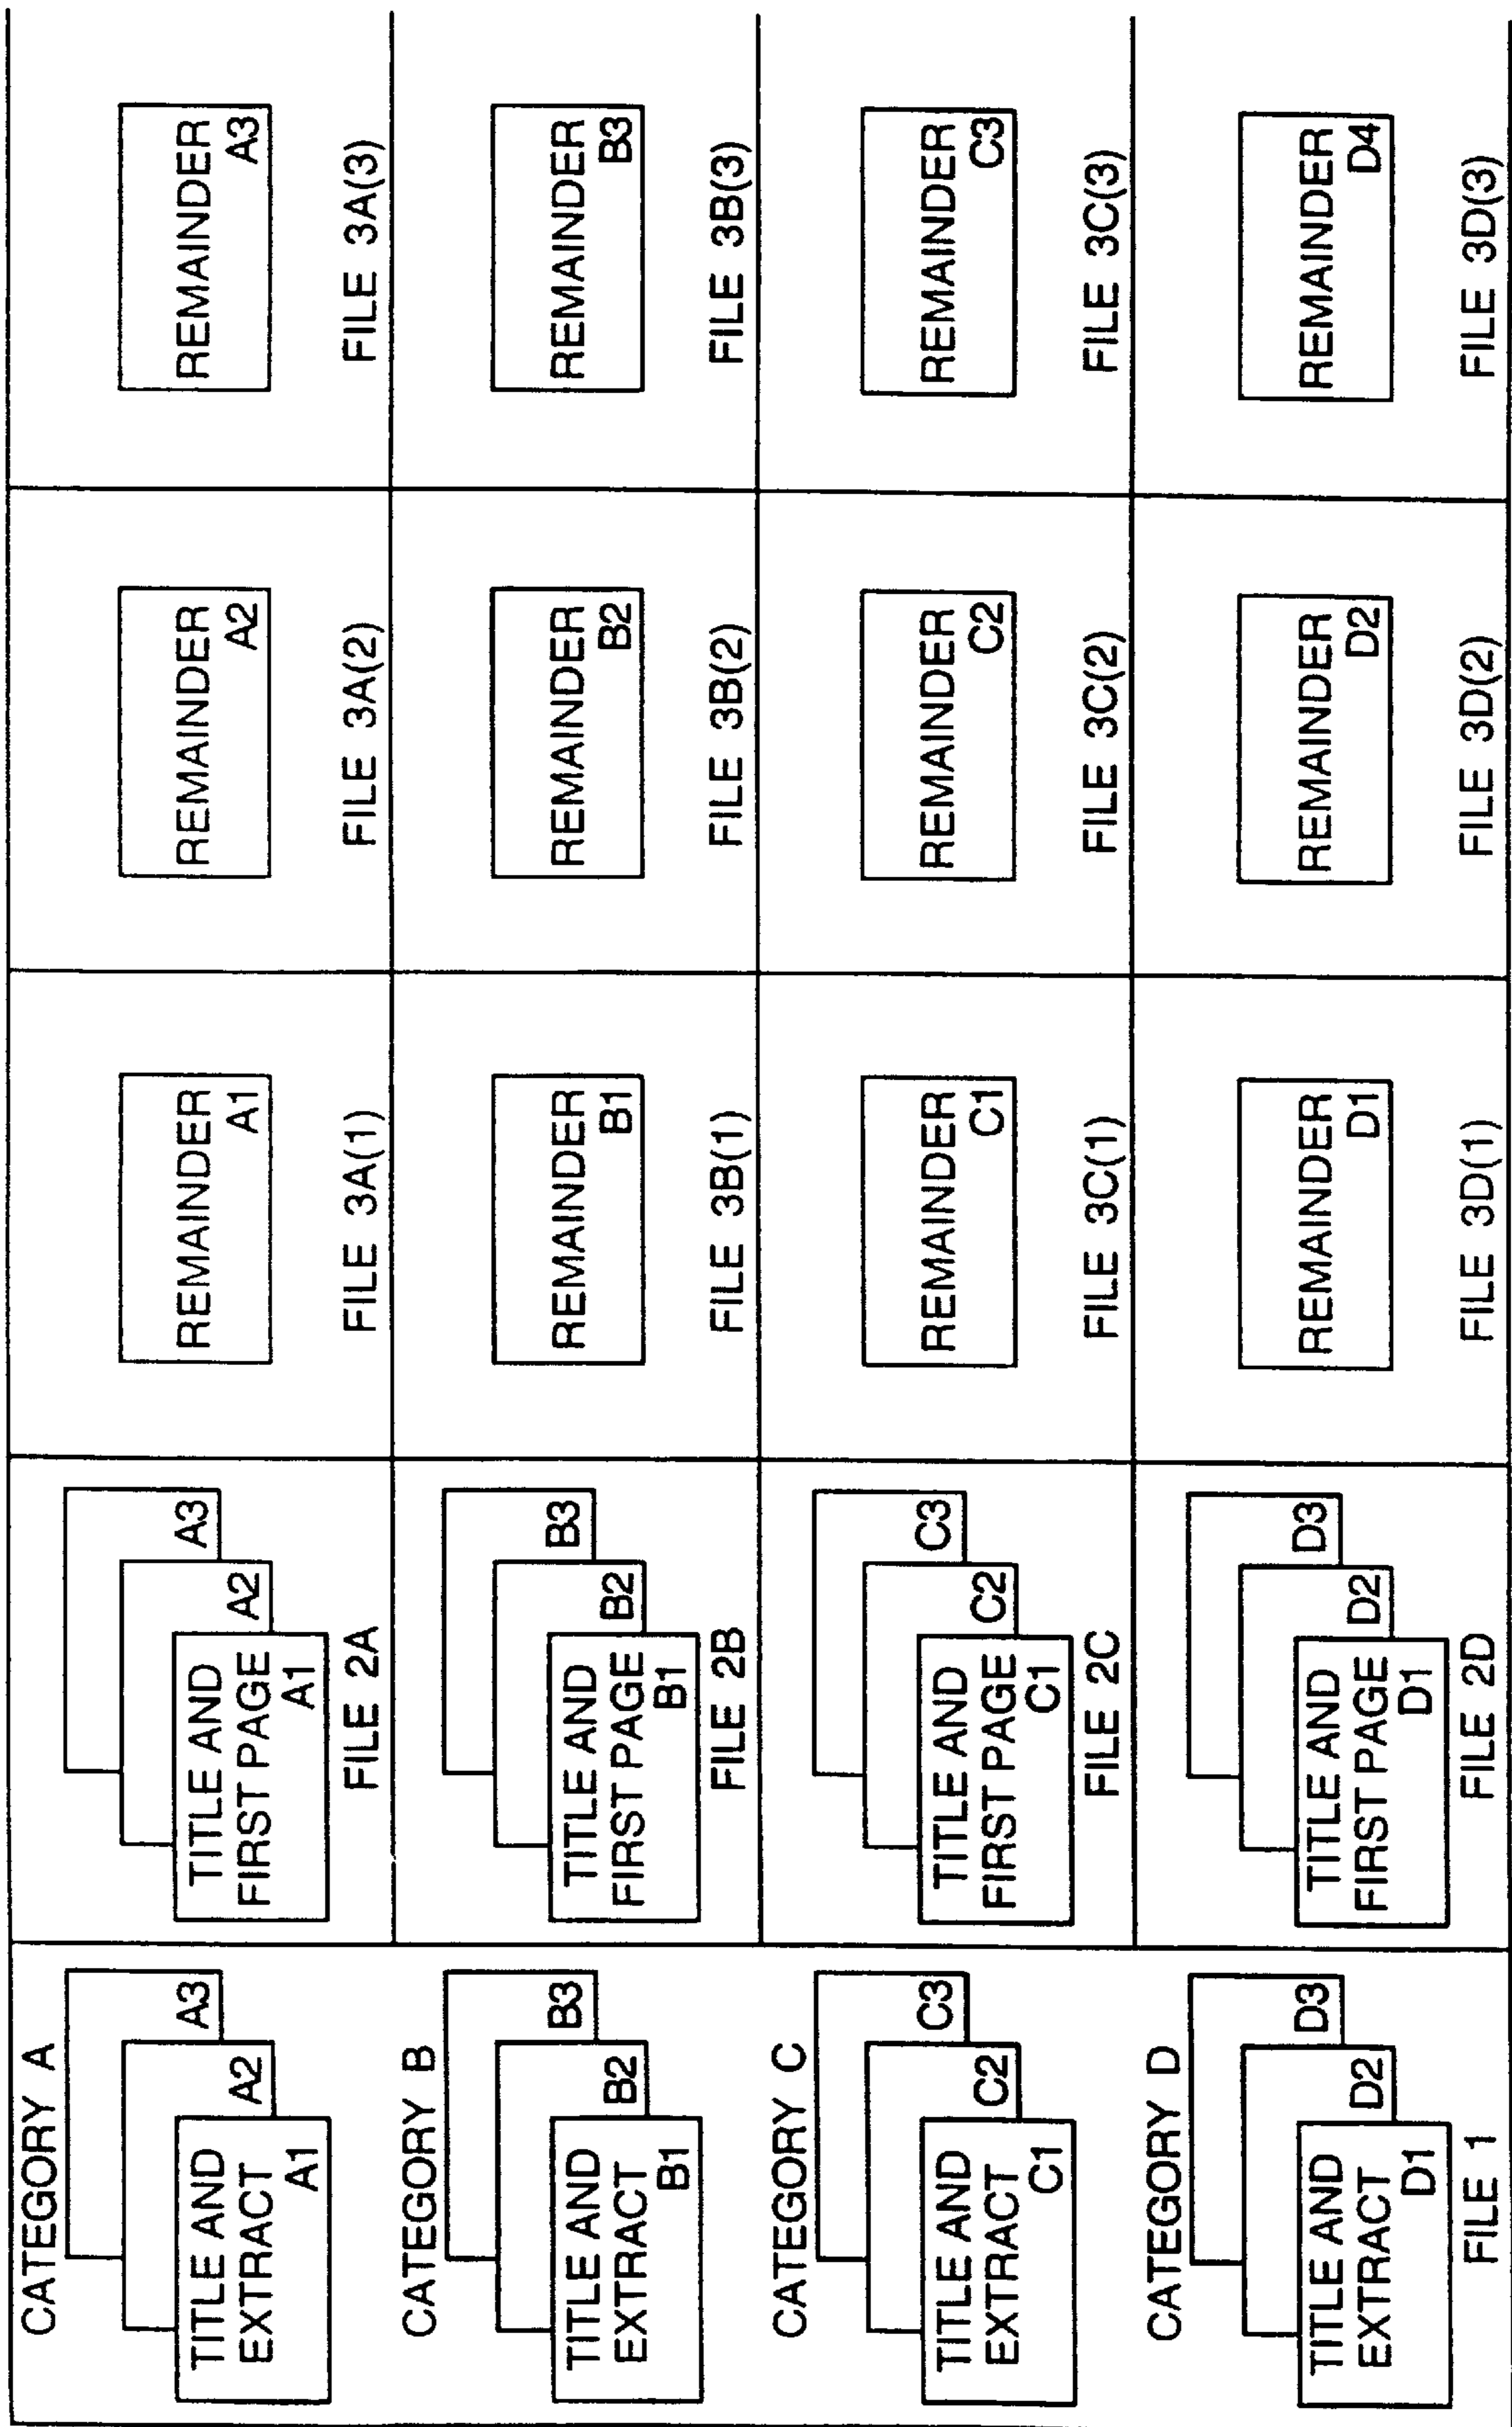 CATEGORY A
A3
A2
TITLE AND
EXTRACT
A1
CATEGORY B
B3
B2
TITLE AND
EXTRACT
B1
CATEGORY C
C3
C2
TITLE AND
EXTRACT
C1
CATEGORY D
D3
D2
TITLE AND
EXTRACT
D1
FILE 1
A3
A2
TITLE AND
FIRST PAGE
A1
FILE 2A
B3
B2
TITLE AND
FIRST PAGE
B1
FILE 2B
C3
C2
TITLE AND
FIRST PAGE
C1
FILE 2C
D3
D2
TITLE AND
FIRST PAGE
D1
FILE 2D
REMAINDER
A1
FILE 3A(1)
REMAINDER
B1
FILE 3B(1)
REMAINDER
C1
FILE 3C(1)
REMAINDER
D1
FILE 3D(1)
REMAINDER
A2
FILE 3A(2)
REMAINDER
B2
FILE 3B(2)
REMAINDER
C2
FILE 3C(2)
REMAINDER
D2
FILE 3D(2)
REMAINDER
A3
FILE 3A(3)
REMAINDER
B3
FILE 3B(3)
REMAINDER
C3
FILE 3C(3)
REMAINDER
D4
FILE 3D(3)